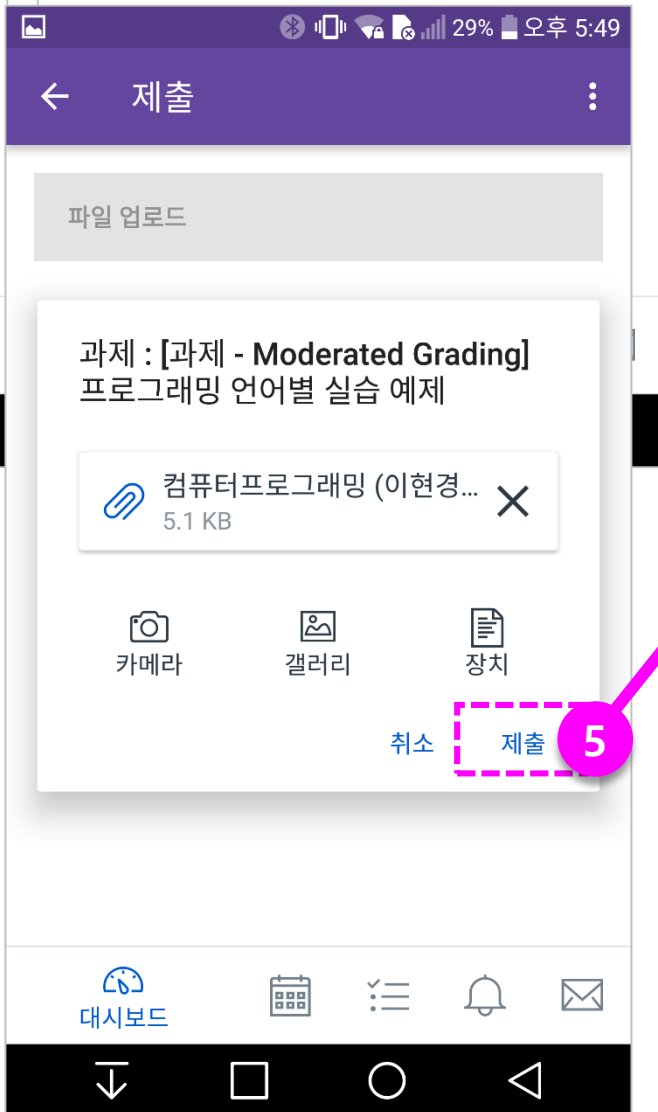 29% 오후 5:49
제출
파일 업로드
과제 : [과제 - Moderated Grading]
프로그래밍 언어별 실습 예제
컴퓨터프로그래밍 (이현경...
5.1 KB
카메라 갤러리 장치
취소 제출 5
대시보드